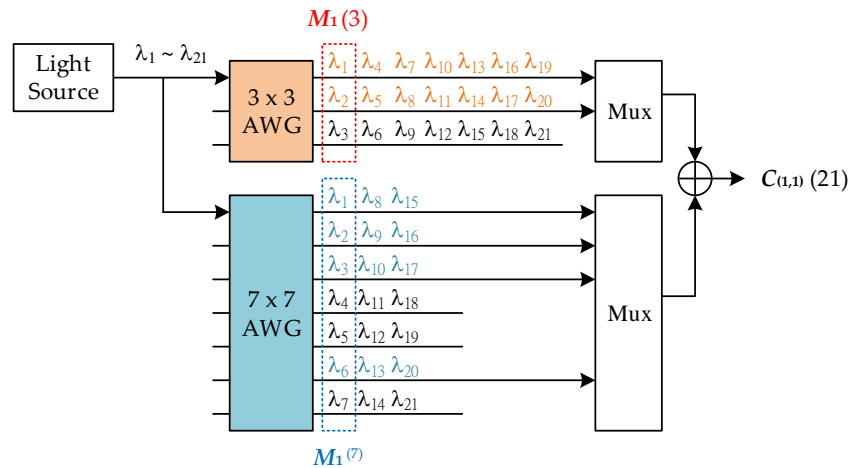 M₁(3)
λ₁ ~ λ₂₁
Light Source
3 x 3 AWG
λ₁ λ₄ λ₇ λ₁₀ λ₁₃ λ₁₆ λ₁₉
λ₂ λ₅ λ₈ λ₁₁ λ₁₄ λ₁₇ λ₂₀
λ₃ λ₆ λ₉ λ₁₂ λ₁₅ λ₁₈ λ₂₁
Mux
C₍₁,₁₎ (21)
7 x 7 AWG
λ₁ λ₈ λ₁₅
λ₂ λ₉ λ₁₆
λ₃ λ₁₀ λ₁₇
λ₄ λ₁₁ λ₁₈
λ₅ λ₁₂ λ₁₉
λ₆ λ₁₃ λ₂₀
λ₇ λ₁₄ λ₂₁
Mux
M₁⁽⁷⁾